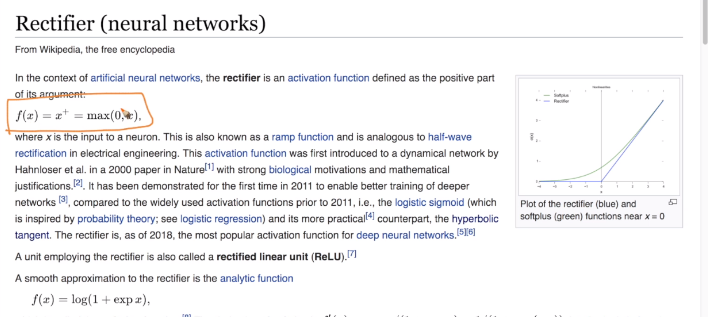 Rectifier (neural networks)
From Wikipedia, the free encyclopedia
In the context of artificial neural networks, the rectifier is an activation function defined as the positive part
of its argument:
f(x) = x⁺ = max(0, x),
where x is the input to a neuron. This is also known as a ramp function and is analogous to half-wave
rectification in electrical engineering. This activation function was first introduced to a dynamical network by
Hahnloser et al. in a 2000 paper in Nature[1] with strong biological motivations and mathematical
justifications.[2]. It has been demonstrated for the first time in 2011 to enable better training of deeper
networks [3], compared to the widely used activation functions prior to 2011, i.e., the logistic sigmoid (which
is inspired by probability theory; see logistic regression) and its more practical[4] counterpart, the hyperbolic
tangent. The rectifier is, as of 2018, the most popular activation function for deep neural networks.[5][6]
A unit employing the rectifier is also called a rectified linear unit (ReLU).[7]
A smooth approximation to the rectifier is the analytic function
f(x) = log(1 + exp x),
Softplus
Rectifier
Plot of the rectifier (blue) and
softplus (green) functions near x = 0